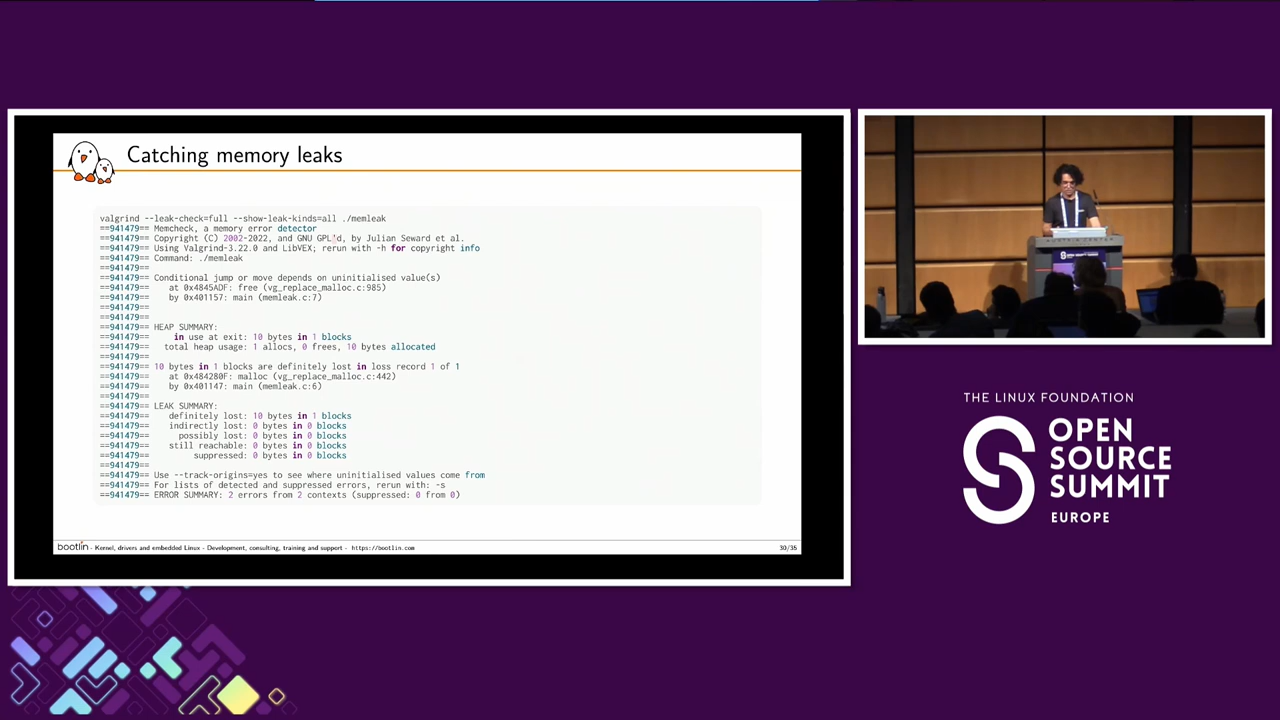 Catching memory leaks
valgrind --leak-check=full --show-leak-kinds=all ./memleak
==941479== Memcheck, a memory error detector
==941479== Copyright (C) 2002-2022, and GNU GPL'd, by Julian Seward et al.
==941479== Using Valgrind-3.22.0 and LibVEX; rerun with -h for copyright info
==941479== Command: ./memleak
==941479==
==941479== Conditional jump or move depends on uninitialised value(s)
==941479==    at 0x4845ADF: free (vg_replace_malloc.c:985)
==941479==    by 0x401157: main (memleak.c:7)
==941479==
==941479==
==941479== HEAP SUMMARY:
==941479==     in use at exit: 10 bytes in 1 blocks
==941479==   total heap usage: 1 allocs, 0 frees, 10 bytes allocated
==941479==
==941479== 10 bytes in 1 blocks are definitely lost in loss record 1 of 1
==941479==    at 0x484280F: malloc (vg_replace_malloc.c:442)
==941479==    by 0x401147: main (memleak.c:6)
==941479==
==941479== LEAK SUMMARY:
==941479==    definitely lost: 10 bytes in 1 blocks
==941479==    indirectly lost: 0 bytes in 0 blocks
==941479==      possibly lost: 0 bytes in 0 blocks
==941479==    still reachable: 0 bytes in 0 blocks
==941479==         suppressed: 0 bytes in 0 blocks
==941479==
==941479== Use --track-origins=yes to see where uninitialised values come from
==941479== For lists of detected and suppressed errors, rerun with: -s
==941479== ERROR SUMMARY: 2 errors from 2 contexts (suppressed: 0 from 0)
bootlin - Kernel, drivers and embedded Linux - Development, consulting, training and support - https://bootlin.com
30/35
THE LINUX FOUNDATION
OPEN
SOURCE
SUMMIT
EUROPE